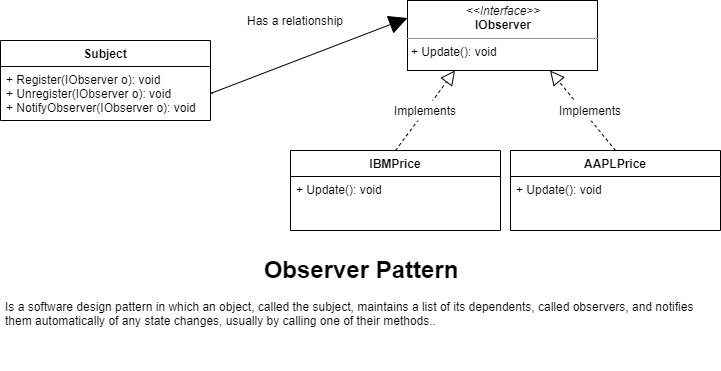 Has a relationship
<<Interface>>
IObserver
+ Update(): void
Subject
+ Register(IObserver o): void
+ Unregister(IObserver o): void
+ NotifyObserver(IObserver o): void
Implements
Implements
IBMPrice
+ Update(): void
AAPLPrice
+ Update(): void
Observer Pattern
Is a software design pattern in which an object, called the subject, maintains a list of its dependents, called observers, and notifies
them automatically of any state changes, usually by calling one of their methods..